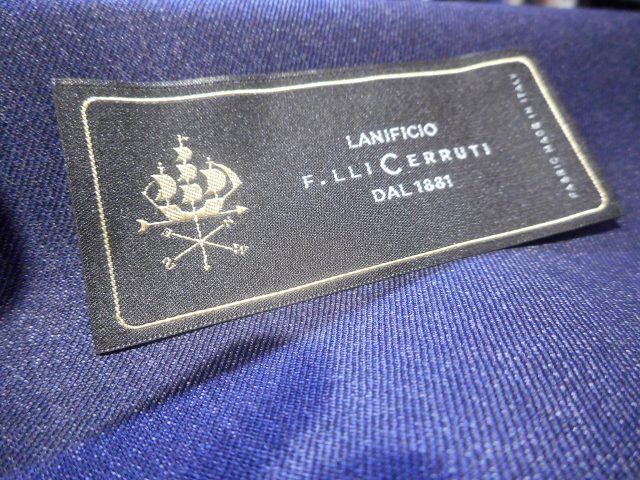 LANIFICIO
F.LLI CERRUTI
DAL 1881
FABRIC MADE IN ITALY